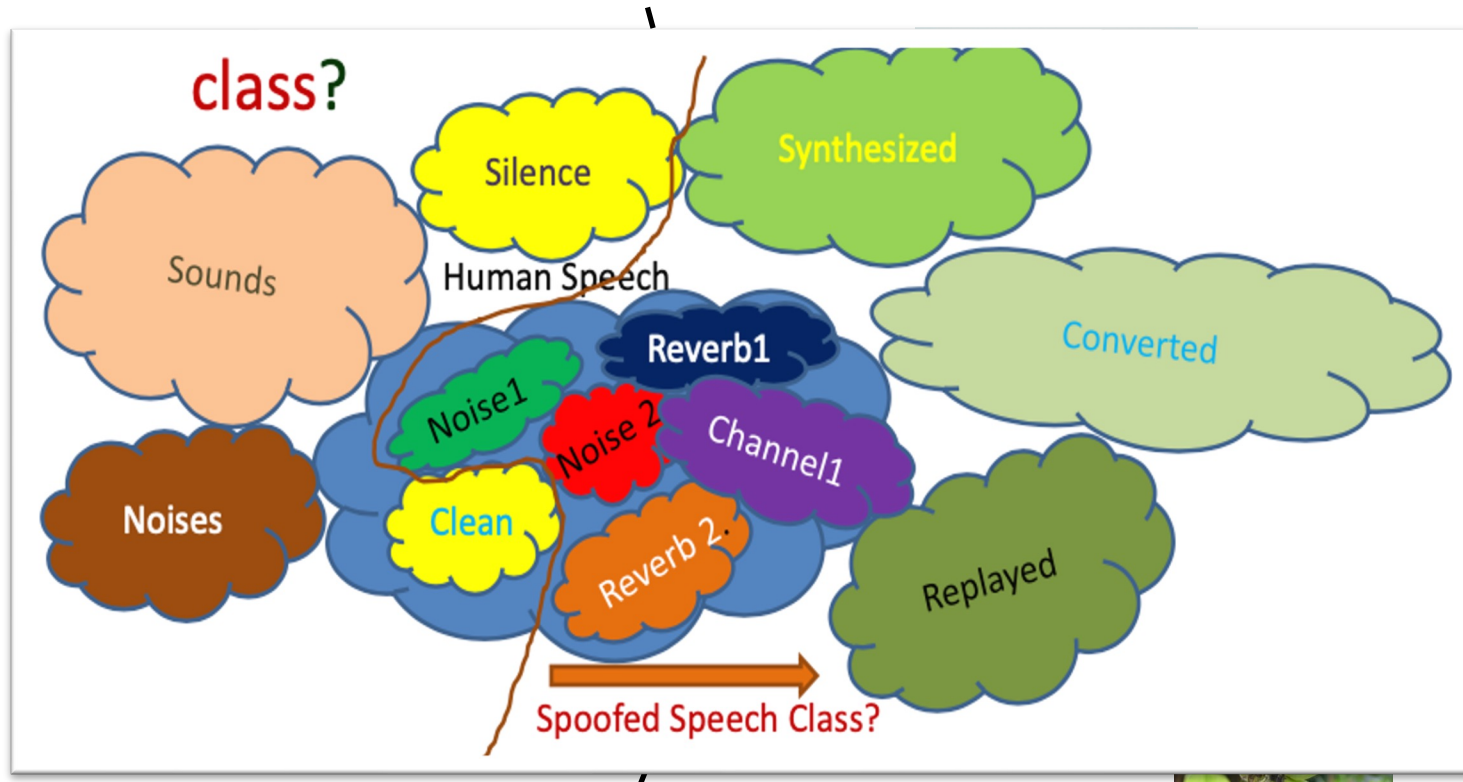 class?
Silence
Synthesized
Sounds
Human Speech
Converted
Reverb1
Noise1
Noise 2
Channel1
Noises
Clean
Reverb 2.
Replayed
Spoofed Speech Class?